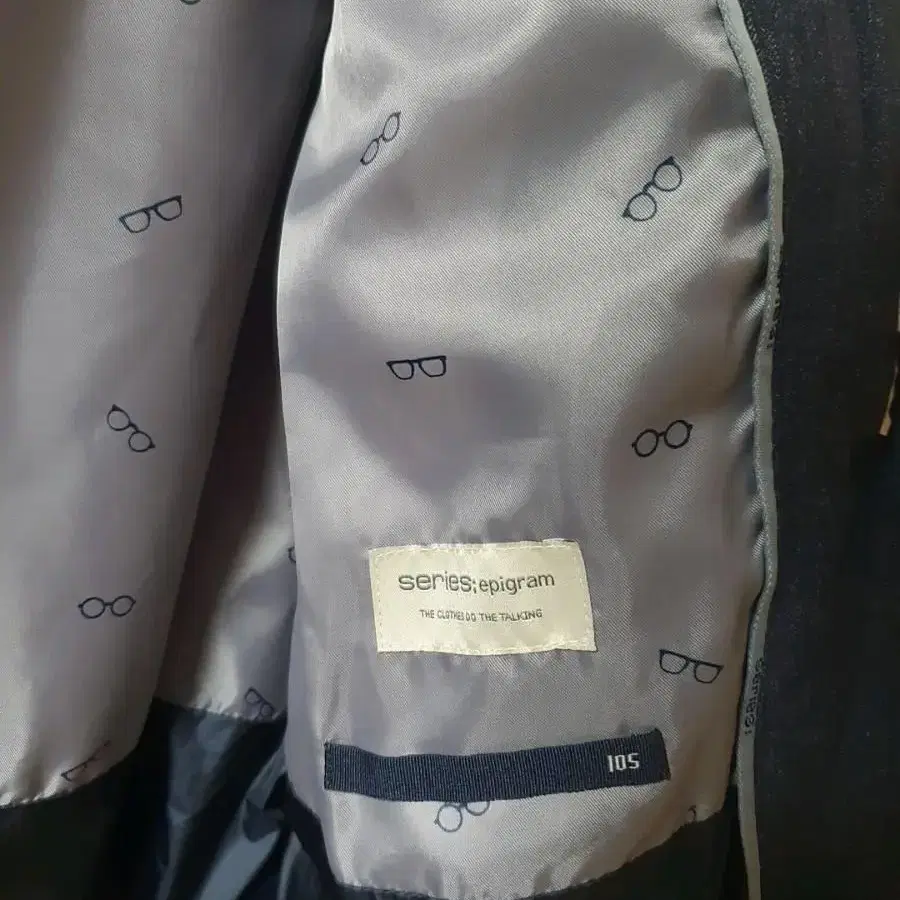 series;epigram
THE CLOTHES DO THE TALKING
105